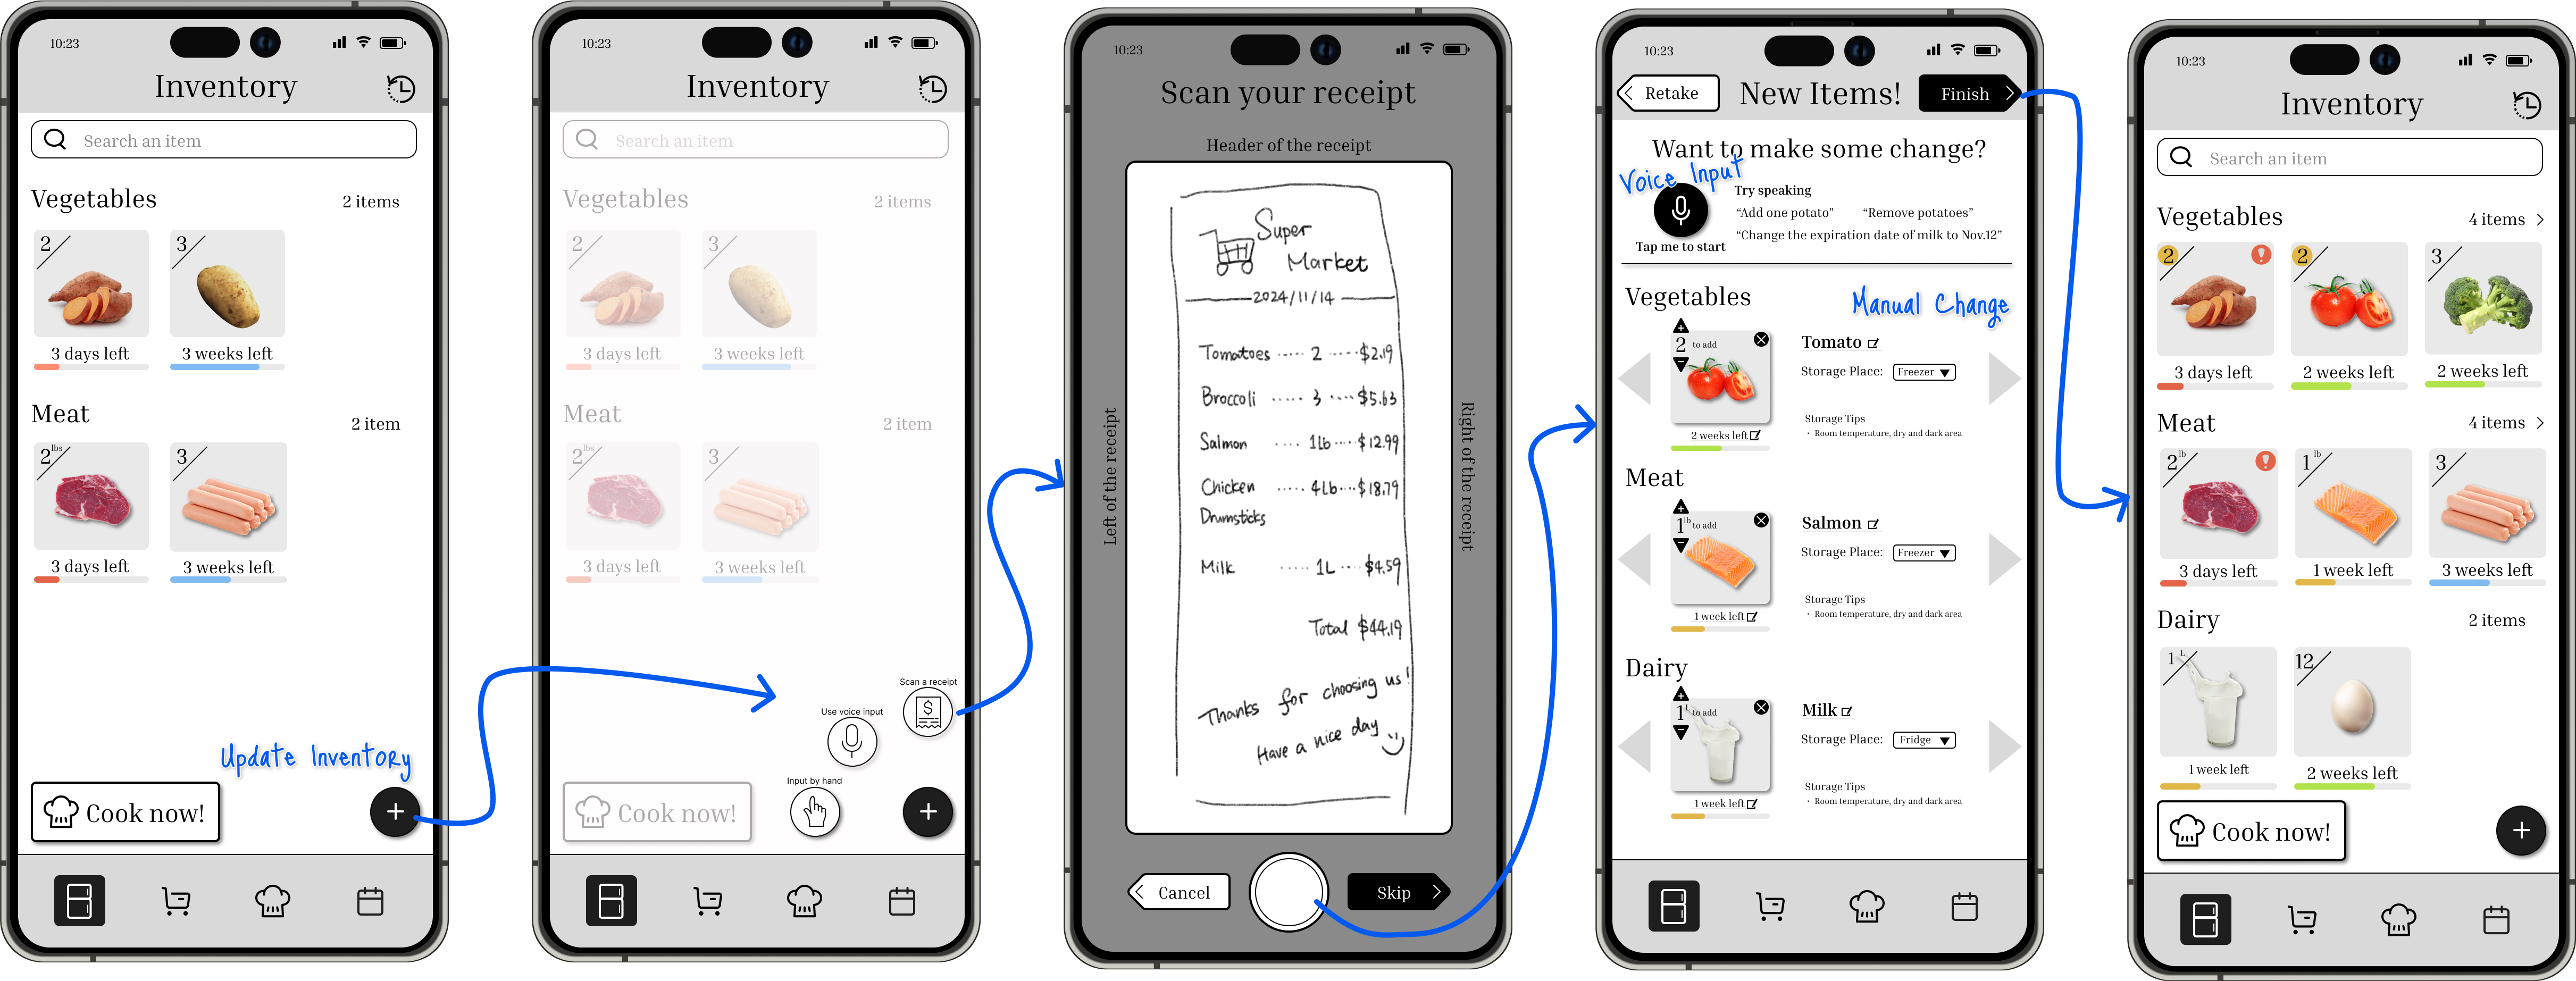 10:23
Inventory
Search an item
Vegetables
2 items
2
3
3 days left
3 weeks left
Meat
2 item
2 lbs
3
3 days left
3 weeks left
Update Inventory
Cook now!
10:23
Inventory
Search an item
Vegetables
2 items
2
3
3 days left
3 weeks left
Meat
2 item
2 lbs
3
3 days left
3 weeks left
Scan a receipt
Use voice input
Input by hand
Cook now!
10:23
Scan your receipt
Header of the receipt
Left of the receipt
Right of the receipt
Super
Market
2024/11/14
Tomatoes ····· 2 ·····$2.19
Broccoli ····· 3 ····$5.63
Salmon ···· 1Lb····$12.99
Chicken ···· 4Lb···$18.79
Drumsticks
Milk ····· 1L ···$4.59
Total $44.19
Thanks for choosing us!
Have a nice day
Cancel
Skip
10:23
Retake
New Items!
Finish
Want to make some change?
Voice Input
Try speaking
“Add one potato”
“Remove potatoes”
“Change the expiration date of milk to Nov.12”
Tap me to start
Vegetables
Manual Change
2 to add
Tomato
Storage Place: Freezer
Storage Tips
· Room temperature, dry and dark area
2 weeks left
Meat
1 lb to add
Salmon
Storage Place: Freezer
Storage Tips
· Room temperature, dry and dark area
1 week left
Dairy
1 L to add
Milk
Storage Place: Fridge
Storage Tips
· Room temperature, dry and dark area
1 week left
10:23
Inventory
Search an item
Vegetables
4 items
2
2
3
3 days left
2 weeks left
2 weeks left
Meat
4 items
2 lb
1 lb
3
3 days left
1 week left
3 weeks left
Dairy
2 items
1 L
12
1 week left
2 weeks left
Cook now!